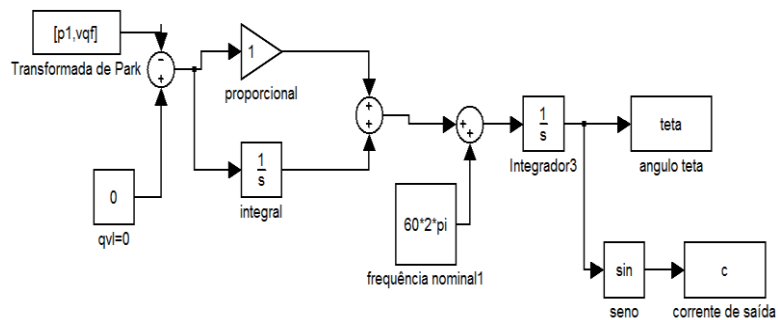 [p1,vqf]
Transformada de Park
−
+
1
proporcional
0
qvl=0
1
s
integral
+
+
+
+
60*2*pi
frequência nominal1
1
s
Integrador3
teta
angulo teta
sin
seno
c
corrente de saída